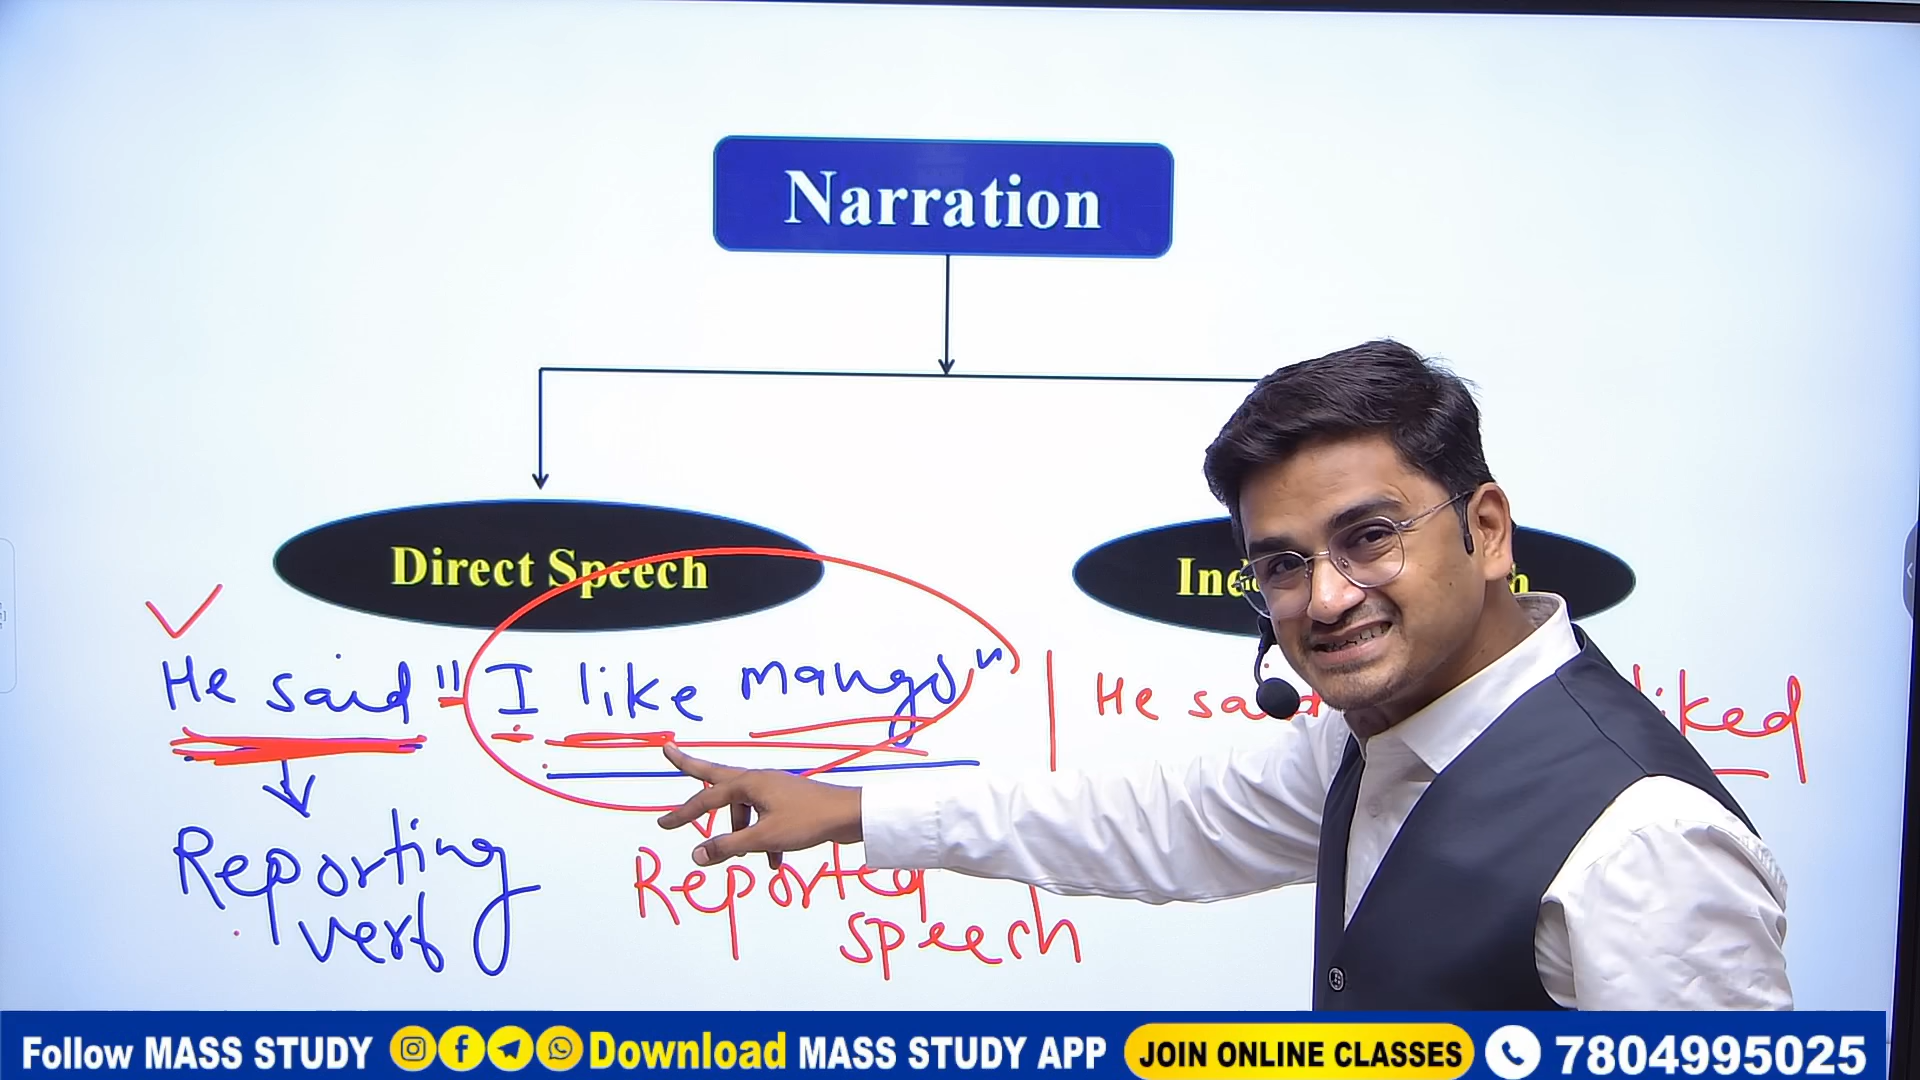 Narration
Direct Speech
He said "I like mango" | He said liked
Reporting verb
Reported speech
Follow MASS STUDY Download MASS STUDY APP JOIN ONLINE CLASSES 7804995025